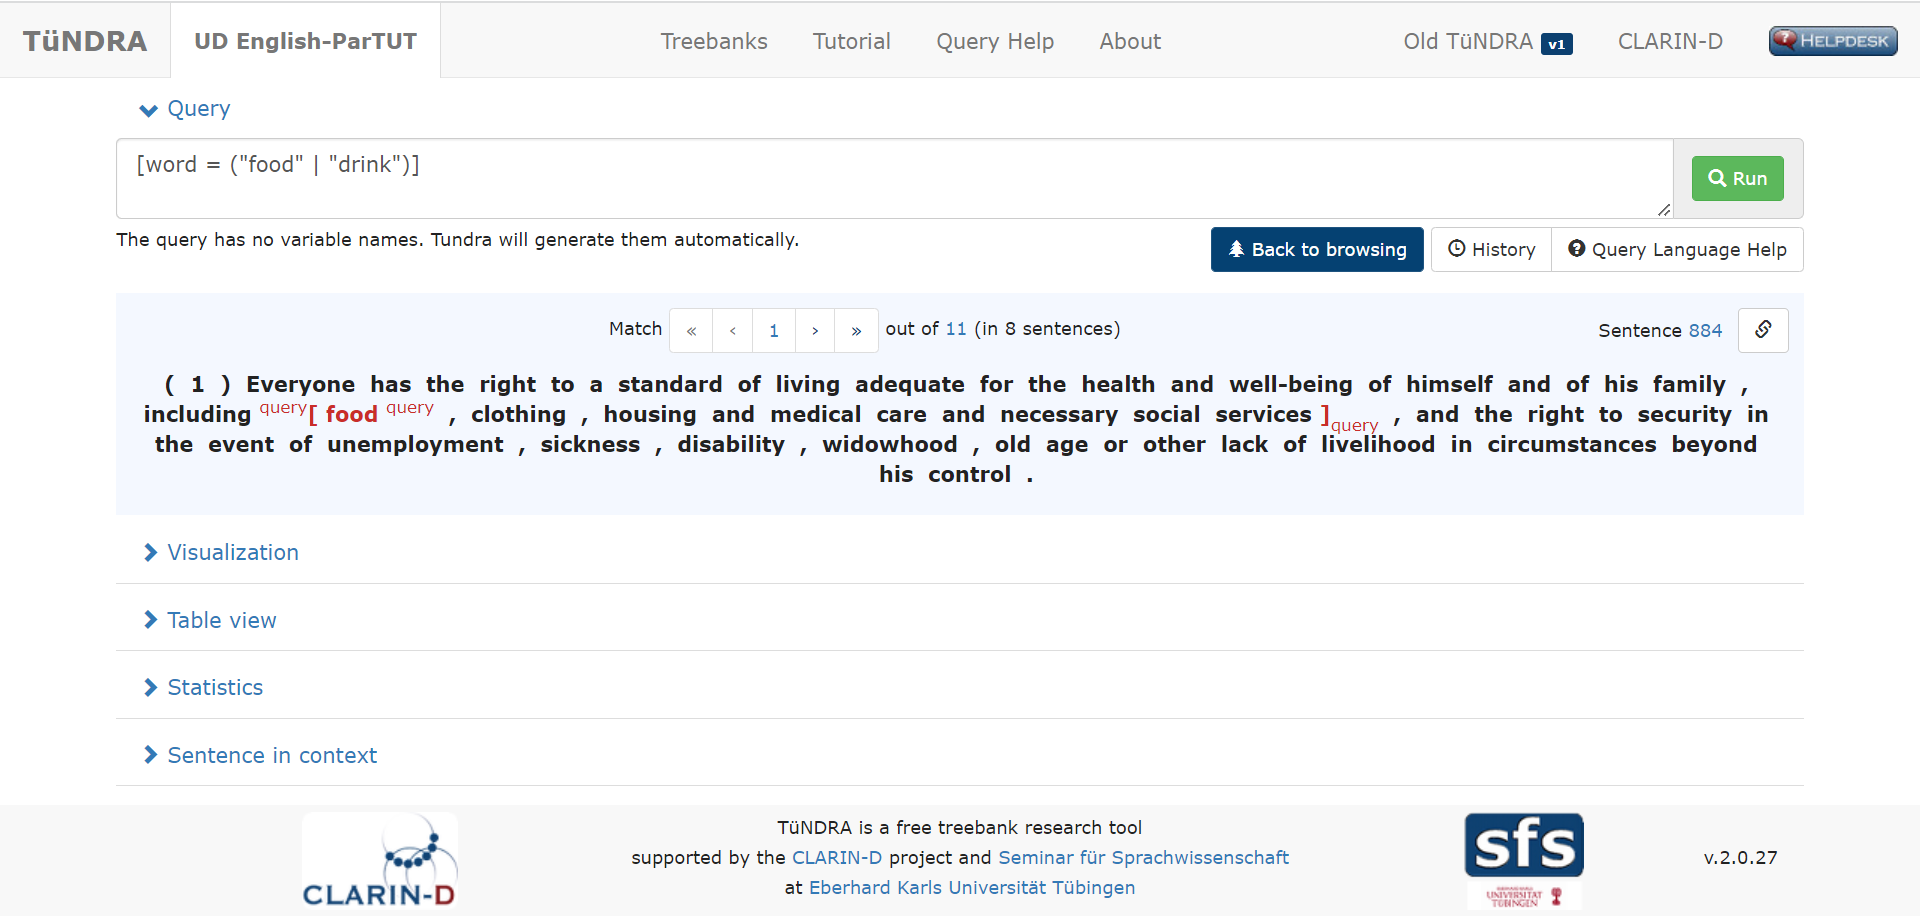 TüNDRA UD English-ParTUT Treebanks Tutorial Query Help About Old TüNDRA v1 CLARIN-D HELPDESK
Query
[word = ("food" | "drink")]
Run
The query has no variable names. Tundra will generate them automatically.
Back to browsing History Query Language Help
Match « ‹ 1 › » out of 11 (in 8 sentences) Sentence 884
( 1 ) Everyone has the right to a standard of living adequate for the health and well-being of himself and of his family ,
including query[ food query , clothing , housing and medical care and necessary social services ]query , and the right to security in
the event of unemployment , sickness , disability , widowhood , old age or other lack of livelihood in circumstances beyond
his control .
Visualization
Table view
Statistics
Sentence in context
CLARIN-D
TüNDRA is a free treebank research tool
supported by the CLARIN-D project and Seminar für Sprachwissenschaft
at Eberhard Karls Universität Tübingen
sfs
EBERHARD KARLS
UNIVERSITÄT
TÜBINGEN
v.2.0.27